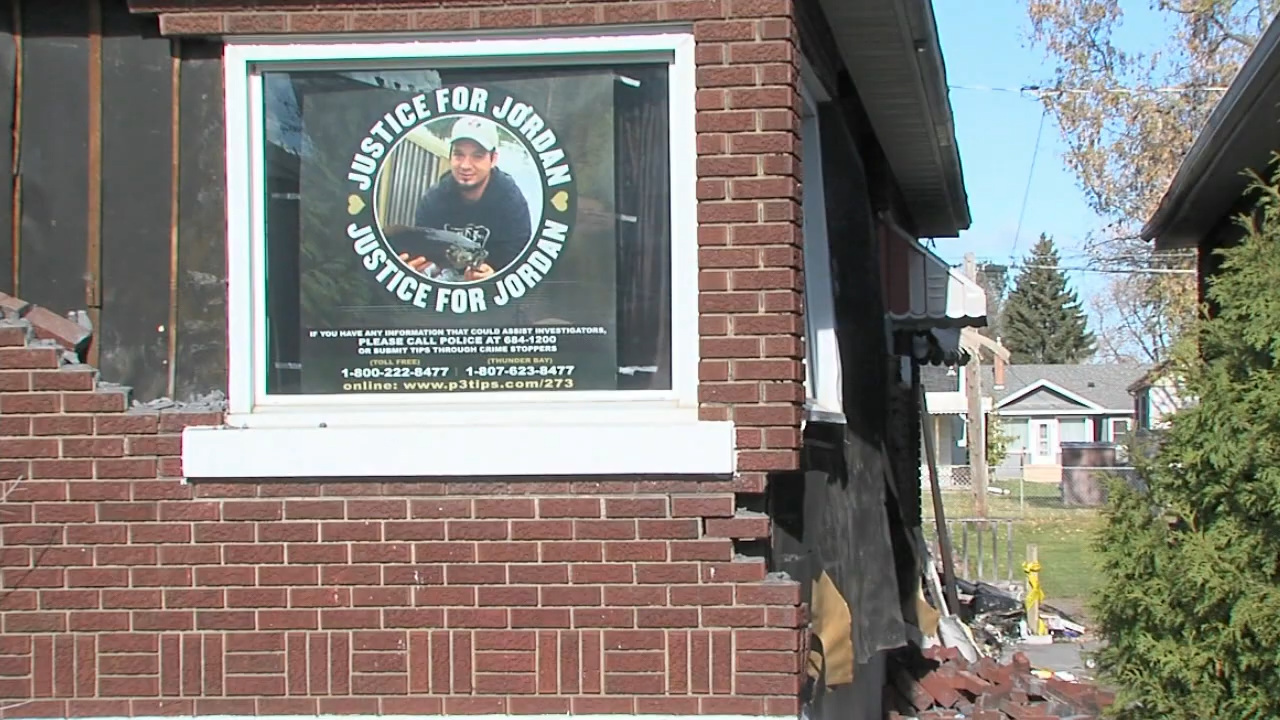 JUSTICE FOR JORDAN
JUSTICE FOR JORDAN
IF YOU HAVE ANY INFORMATION THAT COULD ASSIST INVESTIGATORS,
PLEASE CALL POLICE AT 684-1200
OR SUBMIT TIPS THROUGH CRIME STOPPERS
(TOLL FREE) (THUNDER BAY)
1-800-222-8477 | 1-807-623-8477
online: www.p3tips.com/273